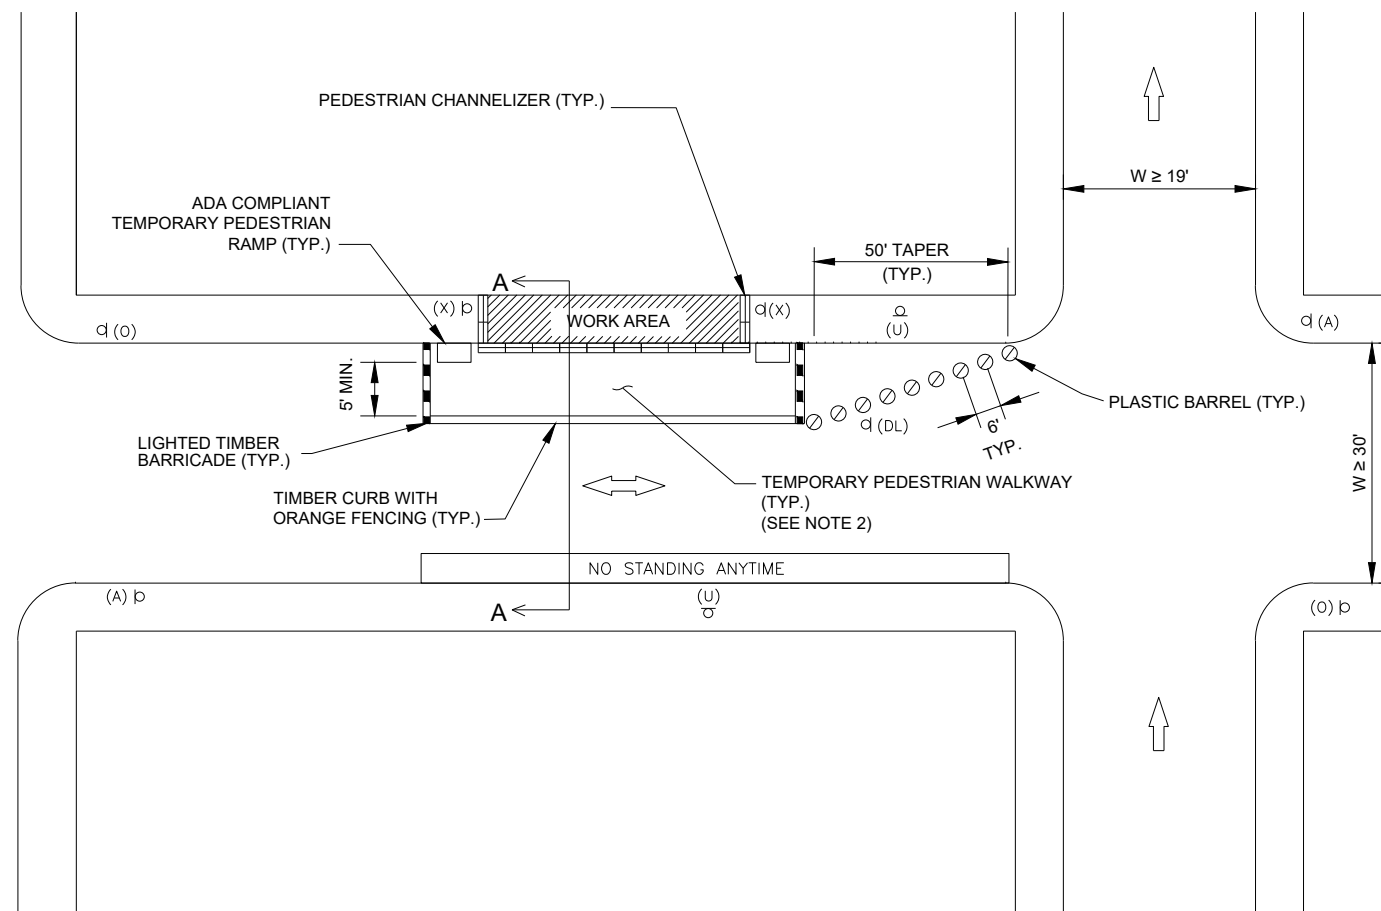 PEDESTRIAN CHANNELIZER (TYP.)
W ≥ 19'
ADA COMPLIANT
TEMPORARY PEDESTRIAN
RAMP (TYP.)
50' TAPER
(TYP.)
A
(X)
WORK AREA
(X)
(U)
(O)
(A)
5' MIN.
PLASTIC BARREL (TYP.)
(DL)
6'
TYP.
LIGHTED TIMBER
BARRICADE (TYP.)
W ≥ 30'
TEMPORARY PEDESTRIAN WALKWAY
(TYP.)
(SEE NOTE 2)
TIMBER CURB WITH
ORANGE FENCING (TYP.)
NO STANDING ANYTIME
(A)
A
(U)
(O)